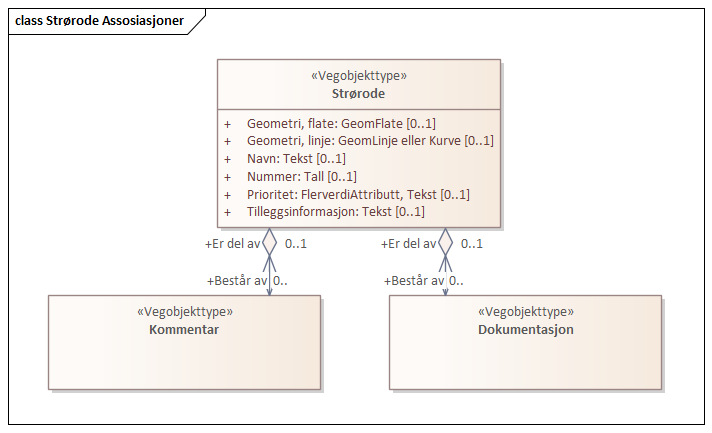 class Strørode Assosiasjoner
«Vegobjekttype»
Strørode
+ Geometri, flate: GeomFlate [0..1]
+ Geometri, linje: GeomLinje eller Kurve [0..1]
+ Navn: Tekst [0..1]
+ Nummer: Tall [0..1]
+ Prioritet: FlerverdiAttributt, Tekst [0..1]
+ Tilleggsinformasjon: Tekst [0..1]
+Er del av 0..1 +Er del av 0..1
+Består av 0.. +Består av 0..
«Vegobjekttype» «Vegobjekttype»
Kommentar Dokumentasjon